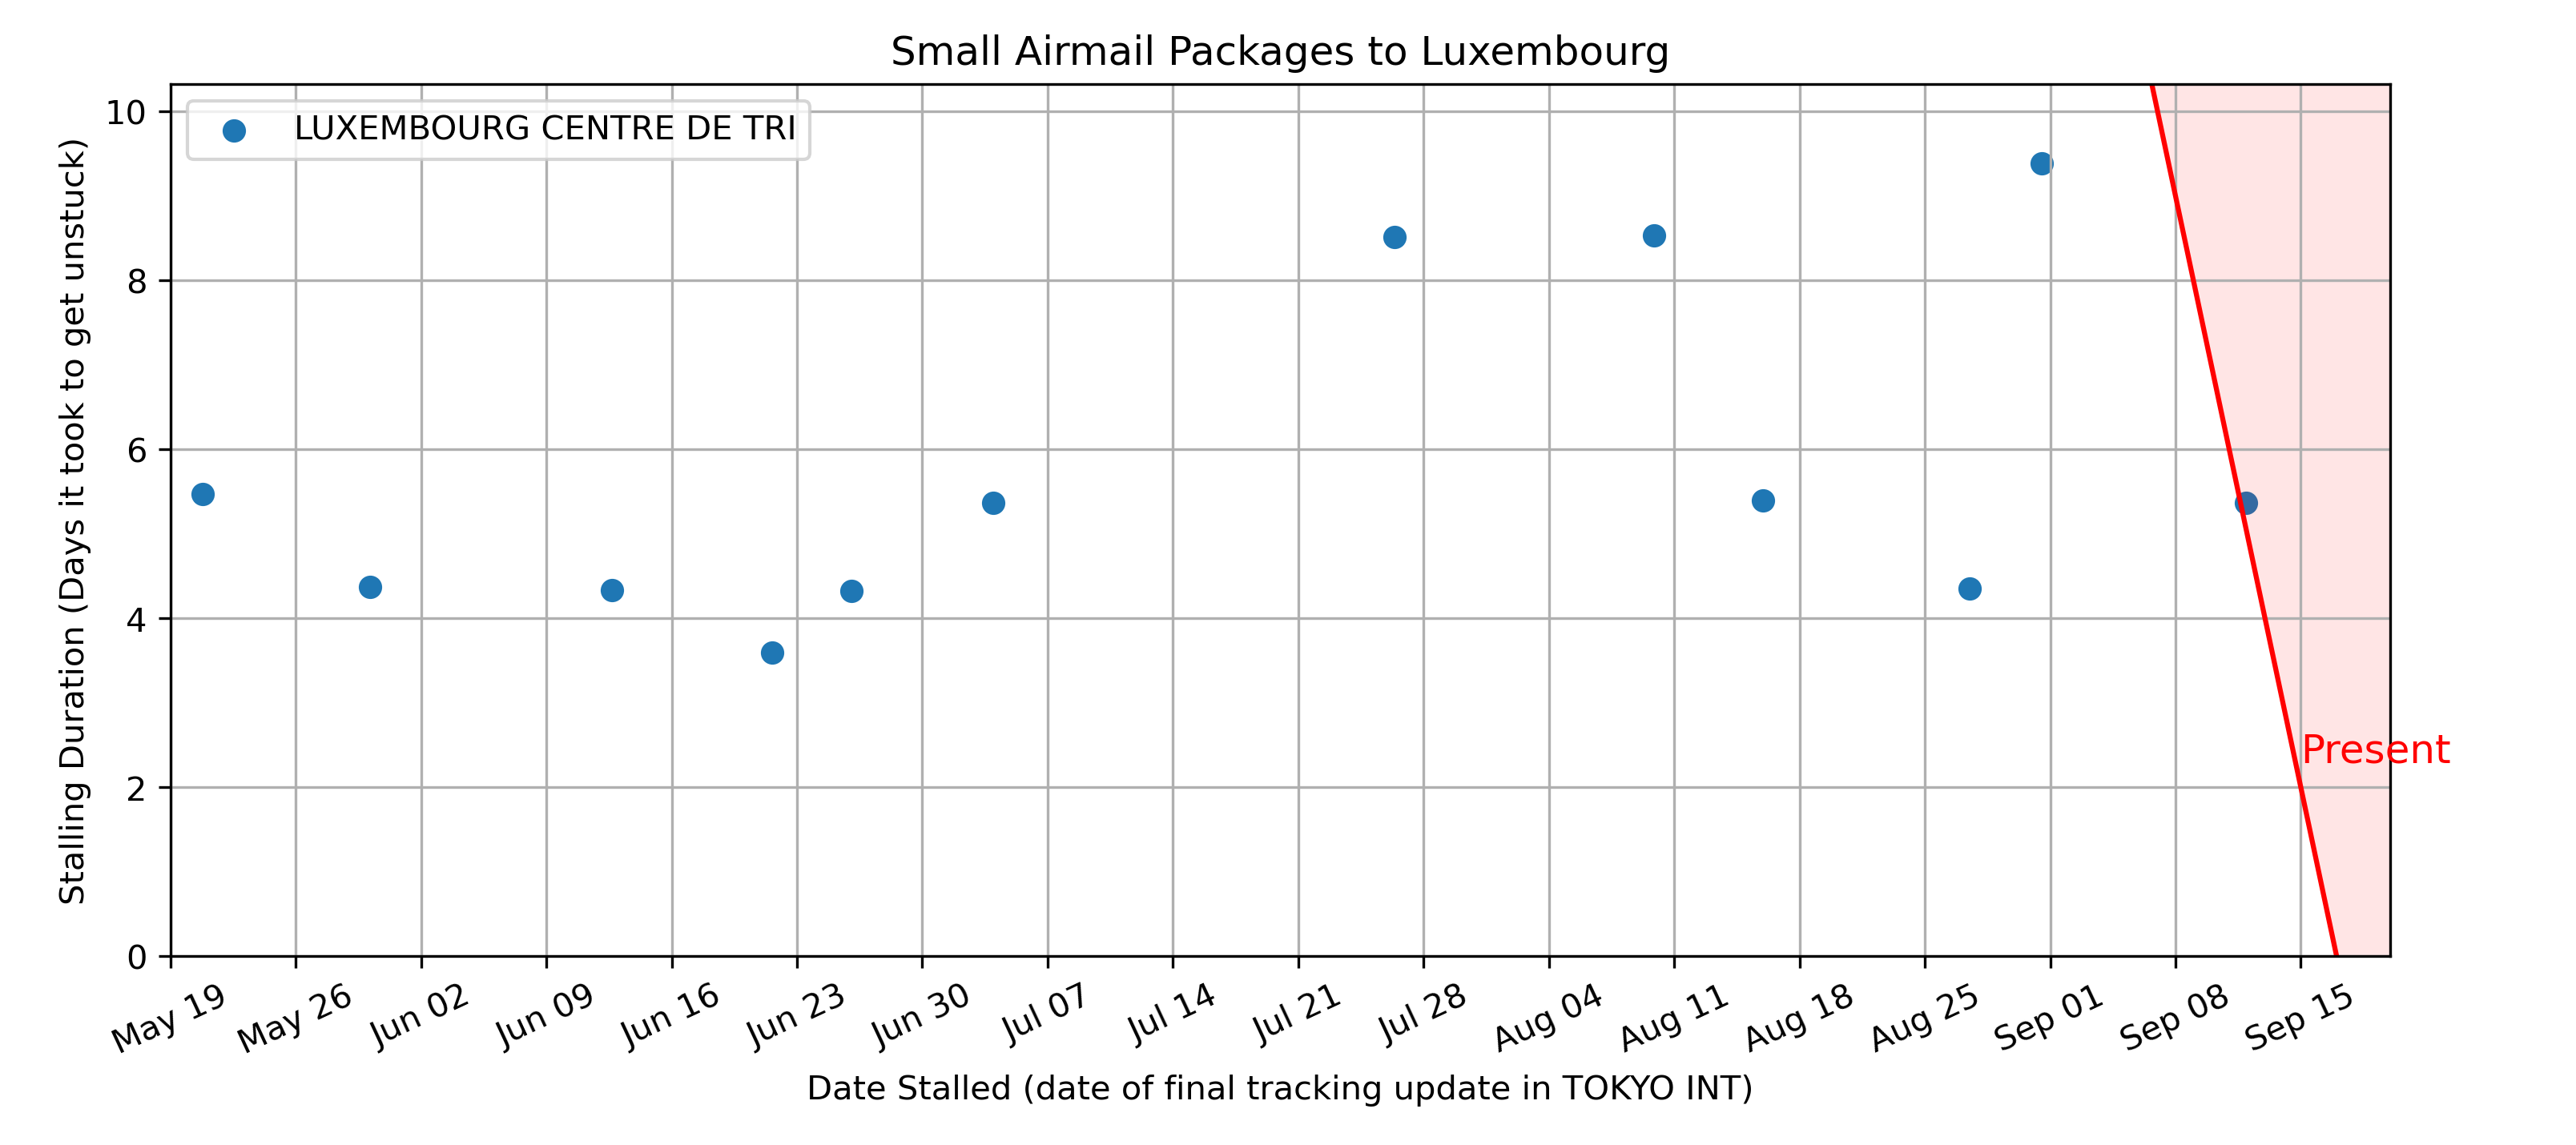 Small Airmail Packages to Luxembourg
LUXEMBOURG CENTRE DE TRI
Stalling Duration (Days it took to get unstuck)
10
8
6
4
2
0
Present
May 19
May 26
Jun 02
Jun 09
Jun 16
Jun 23
Jun 30
Jul 07
Jul 14
Jul 21
Jul 28
Aug 04
Aug 11
Aug 18
Aug 25
Sep 01
Sep 08
Sep 15
Date Stalled (date of final tracking update in TOKYO INT)